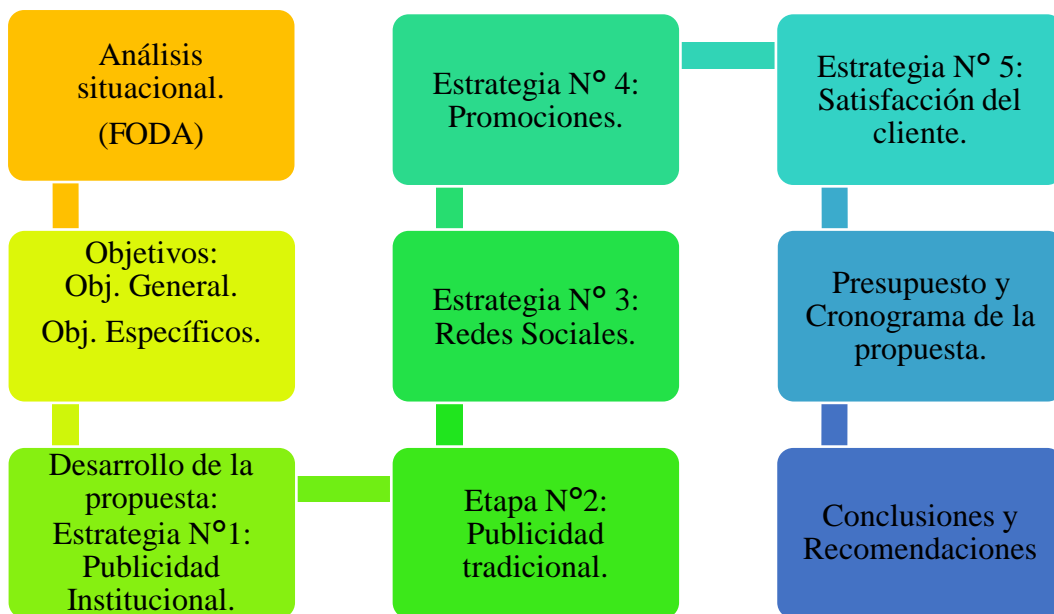 Análisis
situacional.
(FODA)
Objetivos:
Obj. General.
Obj. Específicos.
Desarrollo de la
propuesta:
Estrategia N°1:
Publicidad
Institucional.
Etapa N°2:
Publicidad
tradicional.
Estrategia N° 3:
Redes Sociales.
Estrategia N° 4:
Promociones.
Estrategia N° 5:
Satisfacción del
cliente.
Presupuesto y
Cronograma de la
propuesta.
Conclusiones y
Recomendaciones